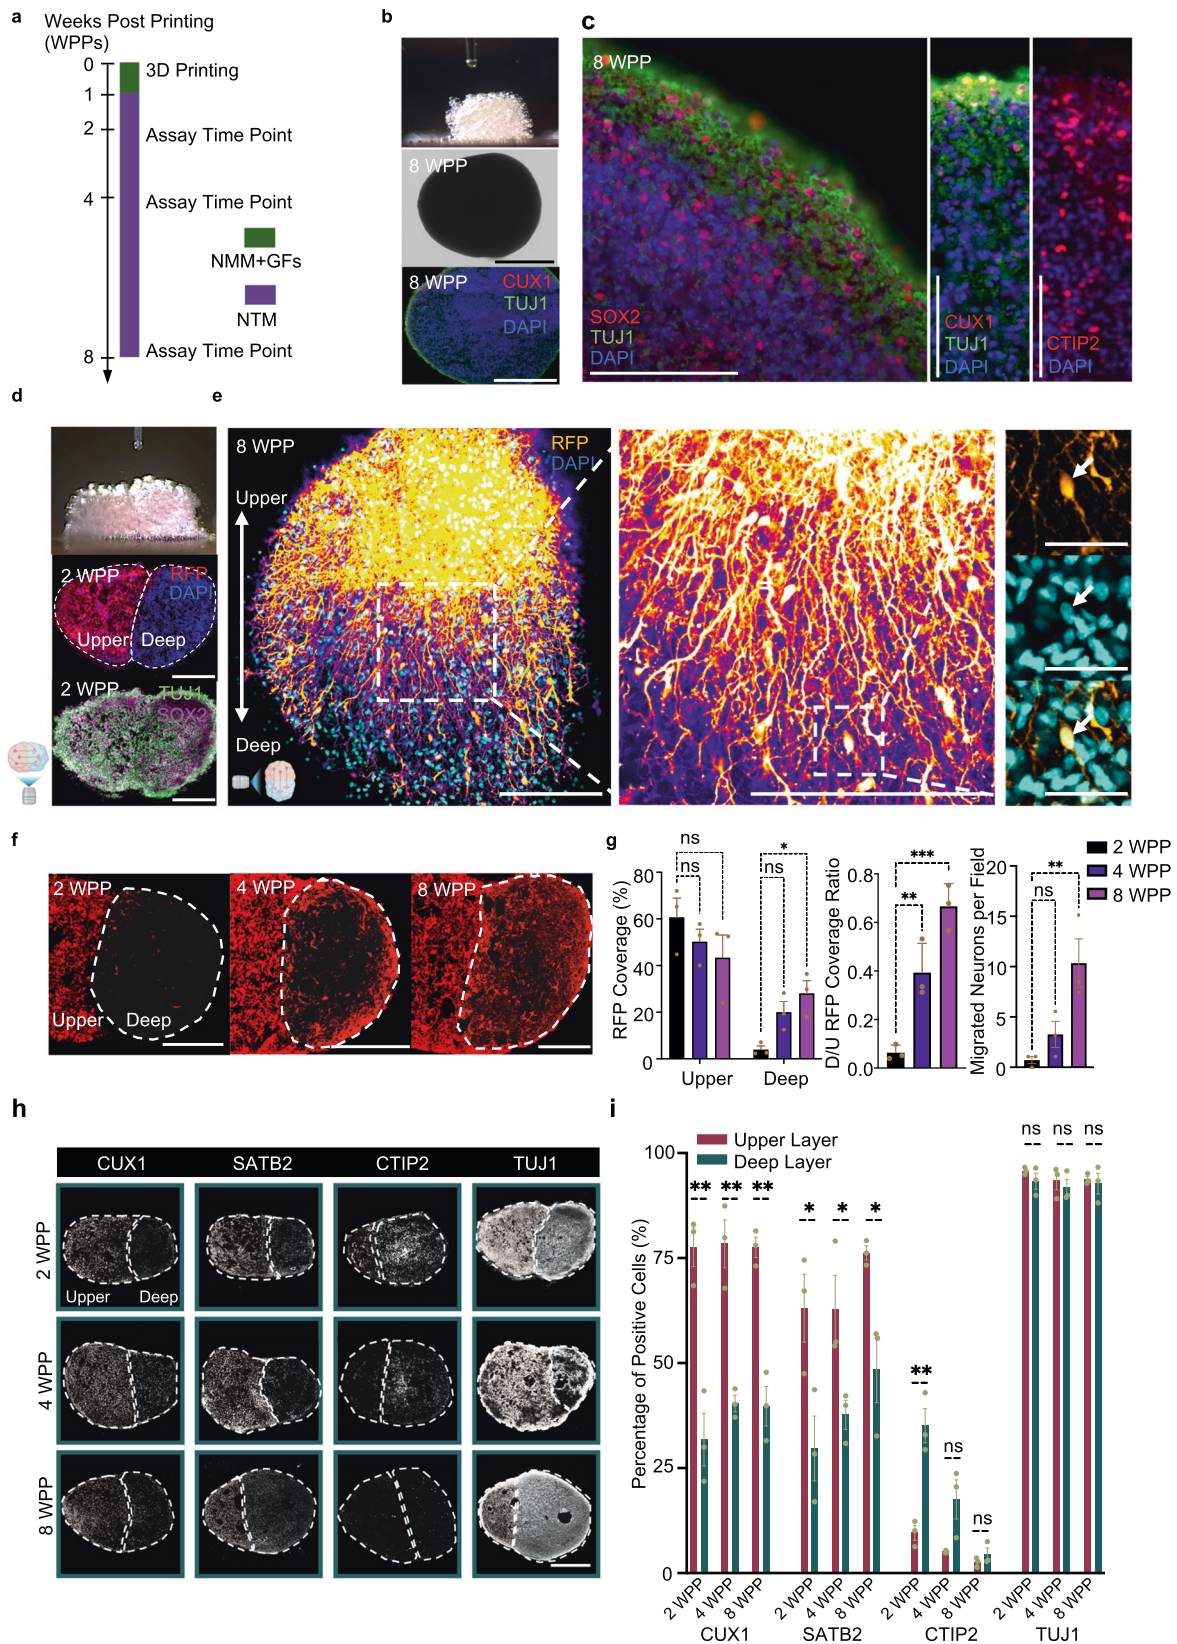 a
Weeks Post Printing
(WPPs)
0
3D Printing
1
2
Assay Time Point
4
Assay Time Point
NMM+GFs
NTM
8
Assay Time Point
b
8 WPP
8 WPP
CUX1
TUJ1
DAPI
c
8 WPP
SOX2
TUJ1
DAPI
CUX1
TUJ1
DAPI
CTIP2
DAPI
d
2 WPP
RFP
DAPI
Upper
Deep
2 WPP
TUJ1
SOX2
e
8 WPP
RFP
DAPI
Upper
Deep
f
2 WPP
4 WPP
8 WPP
Upper
Deep
g
RFP Coverage (%)
80
60
40
20
0
ns
ns
*
ns
Upper
Deep
D/U RFP Coverage Ratio
0.8
0.6
0.4
0.2
0.0
***
**
Migrated Neurons per Field
20
15
10
5
0
**
ns
2 WPP
4 WPP
8 WPP
h
CUX1
SATB2
CTIP2
TUJ1
2 WPP
Upper
Deep
4 WPP
8 WPP
i
Upper Layer
Deep Layer
Percentage of Positive Cells (%)
100
75
50
25
0
** ** **
* * *
** ns ns
ns ns ns
2 WPP 4 WPP 8 WPP 2 WPP 4 WPP 8 WPP 2 WPP 4 WPP 8 WPP 2 WPP 4 WPP 8 WPP
CUX1 SATB2 CTIP2 TUJ1